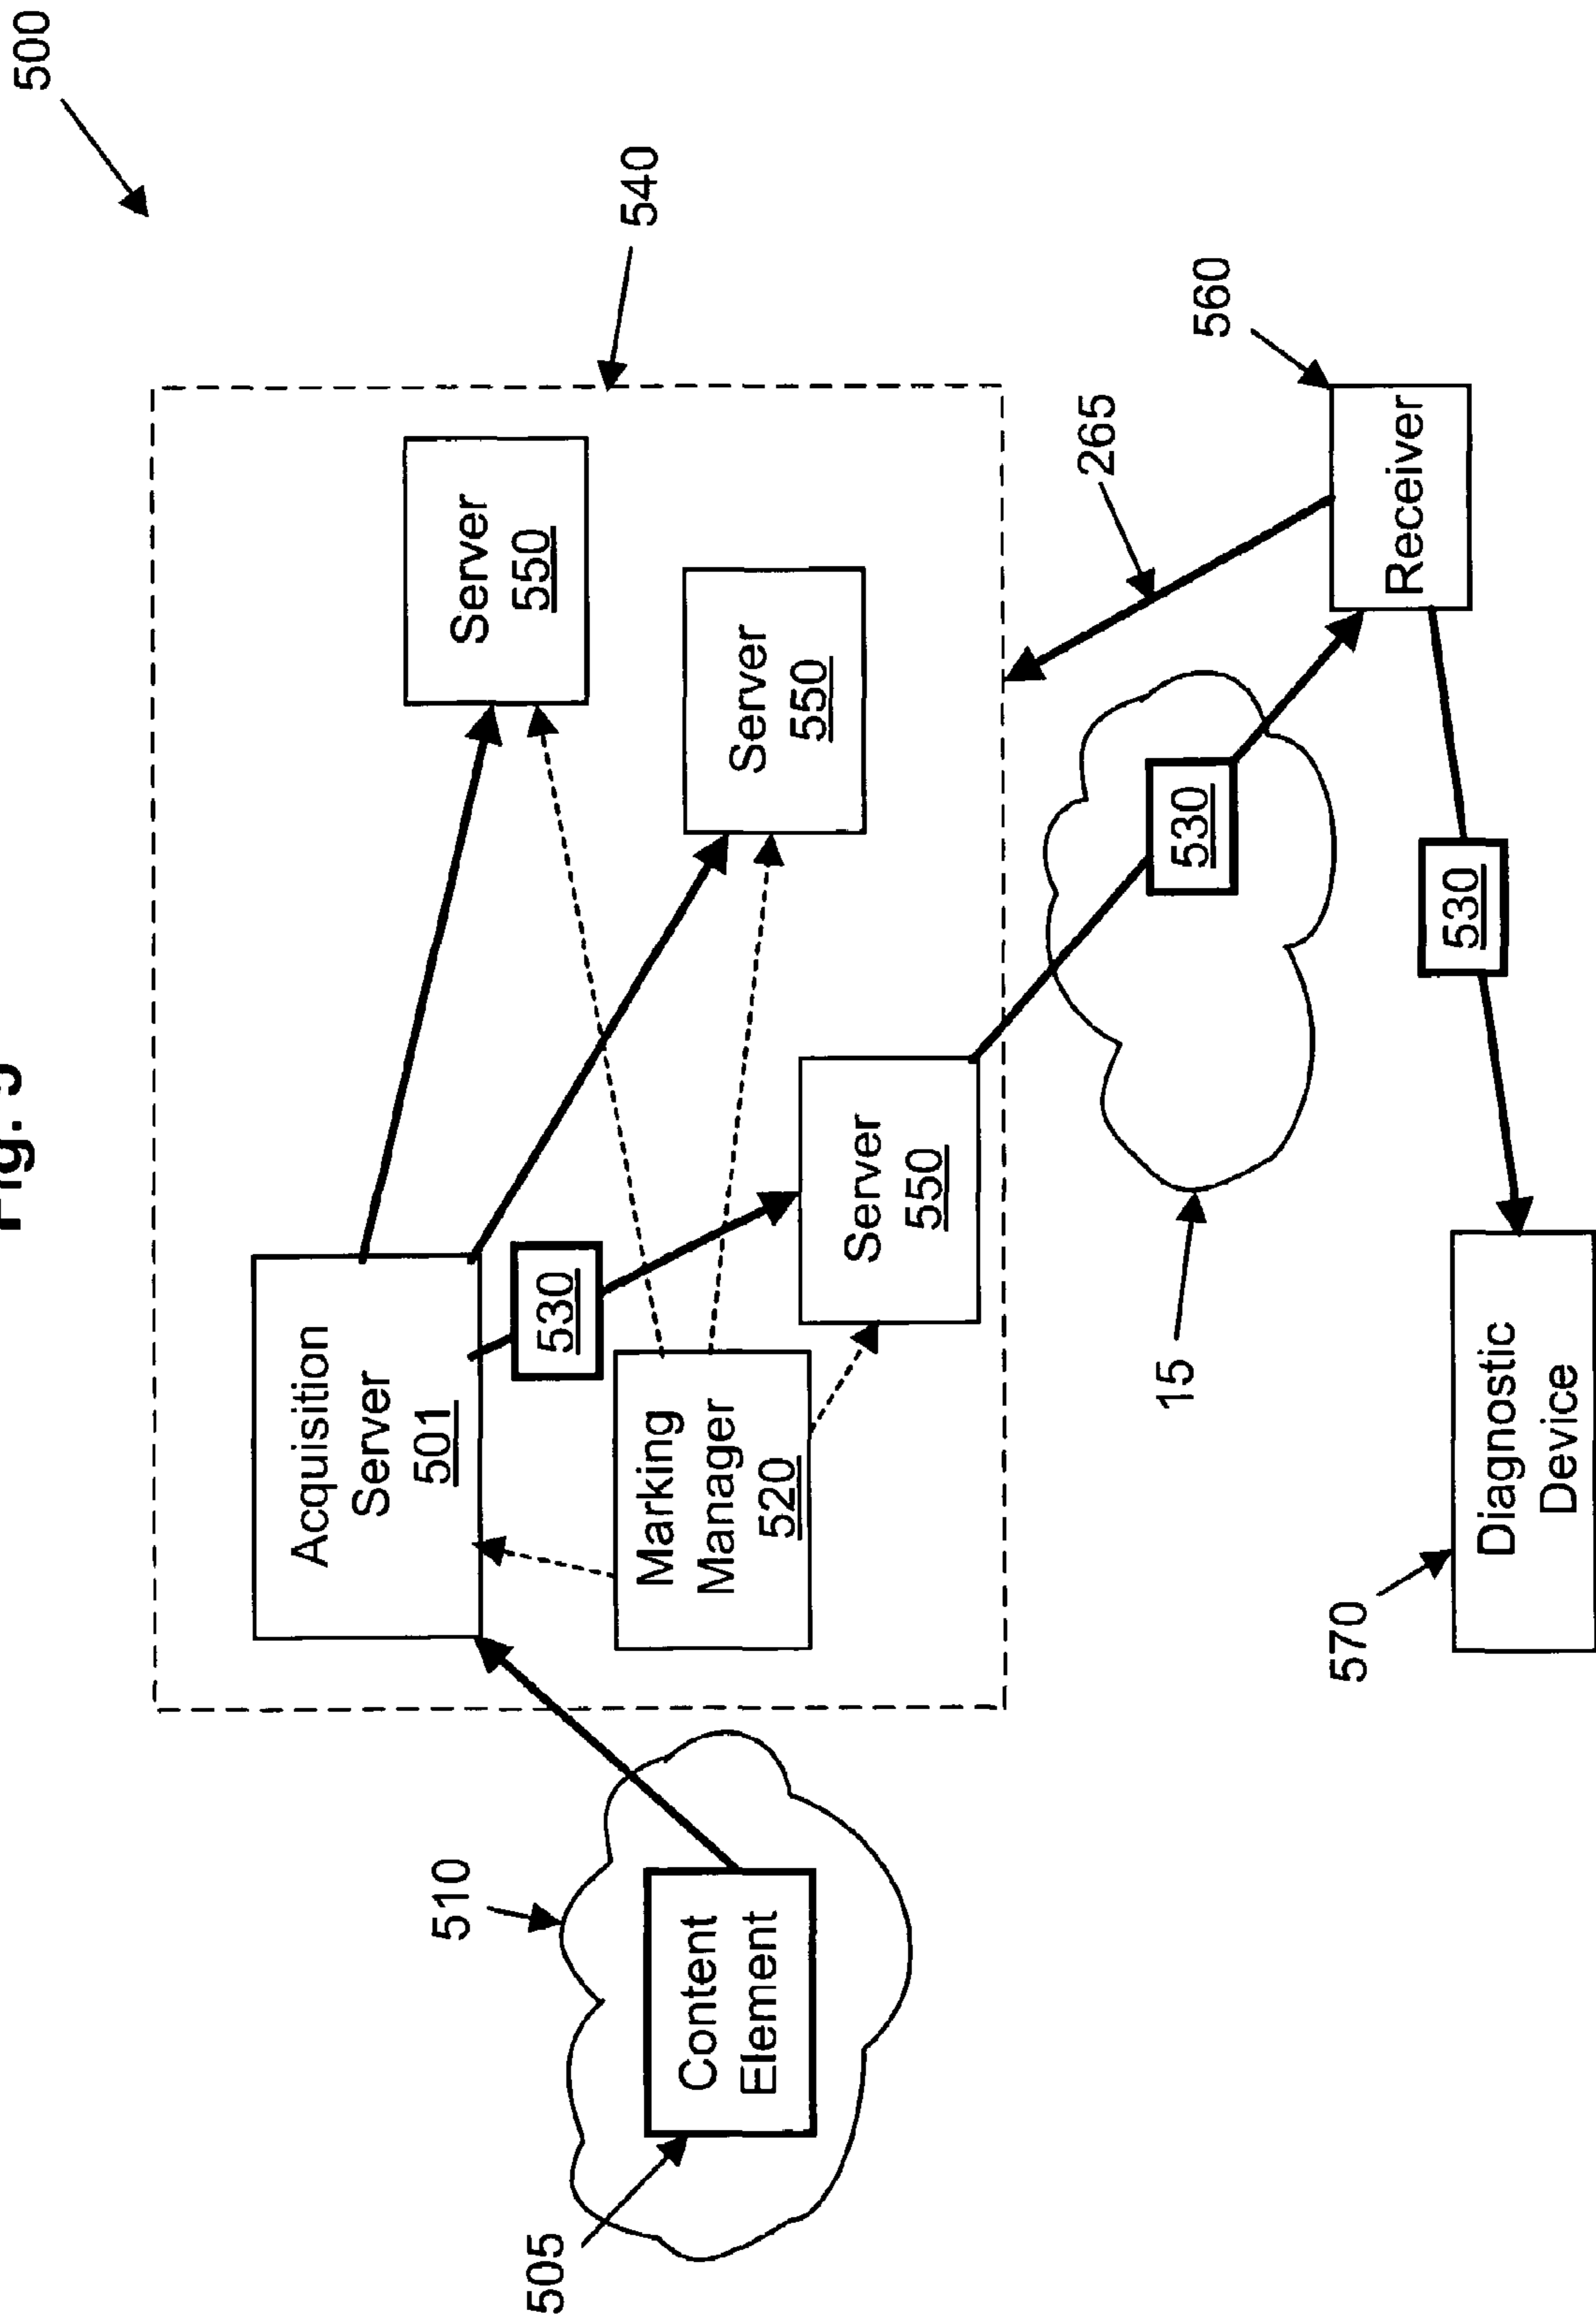 Fig. 5
500
Acquisition
Server
501
540
Server
550
510
530
Marking
Manager
520
Server
550
505
Content
Element
Server
550
265
15
530
560
Receiver
570
530
Diagnostic
Device